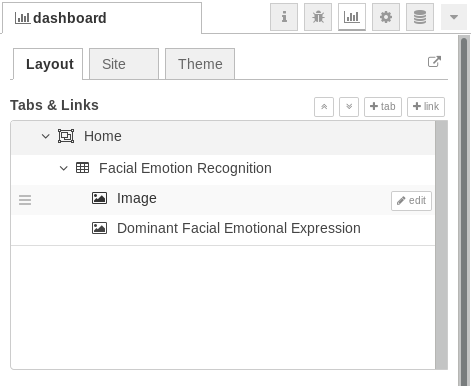 dashboard
Layout Site Theme
Tabs & Links tab link
Home
Facial Emotion Recognition
Image edit
Dominant Facial Emotional Expression